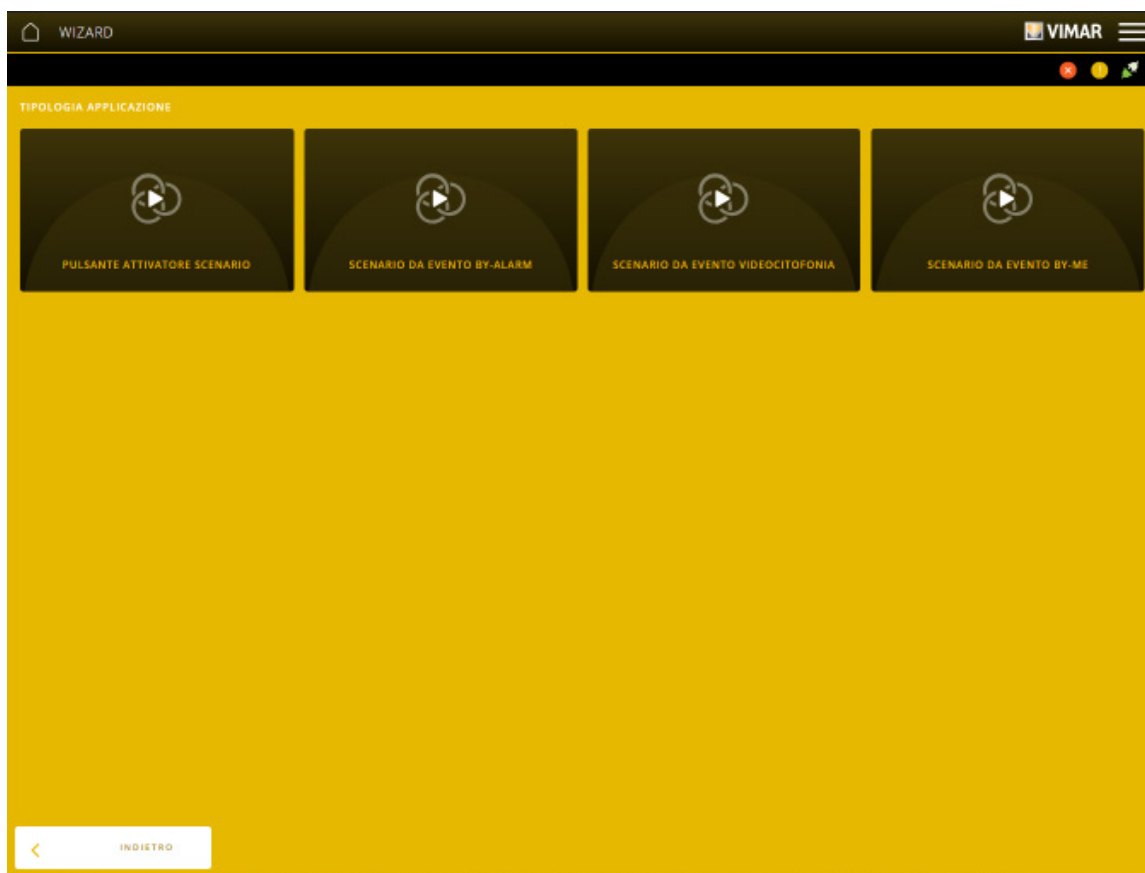 WIZARD
VIMAR
TIPOLOGIA APPLICAZIONE
PULSANTE ATTIVATORE SCENARIO
SCENARIO DA EVENTO BY-ALARM
SCENARIO DA EVENTO VIDEOCITOFONIA
SCENARIO DA EVENTO BY-ME
INDIETRO